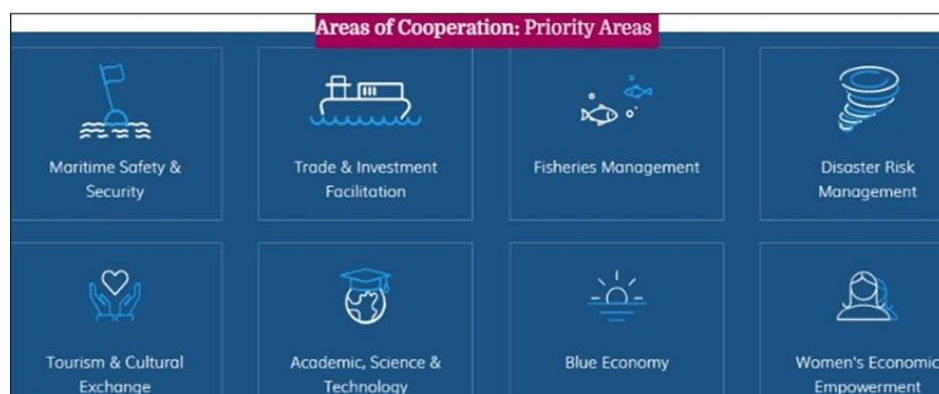 Areas of Cooperation: Priority Areas
Maritime Safety &
Security
Trade & Investment
Facilitation
Fisheries Management
Disaster Risk
Management
Tourism & Cultural
Exchange
Academic, Science &
Technology
Blue Economy
Women's Economic
Empowerment